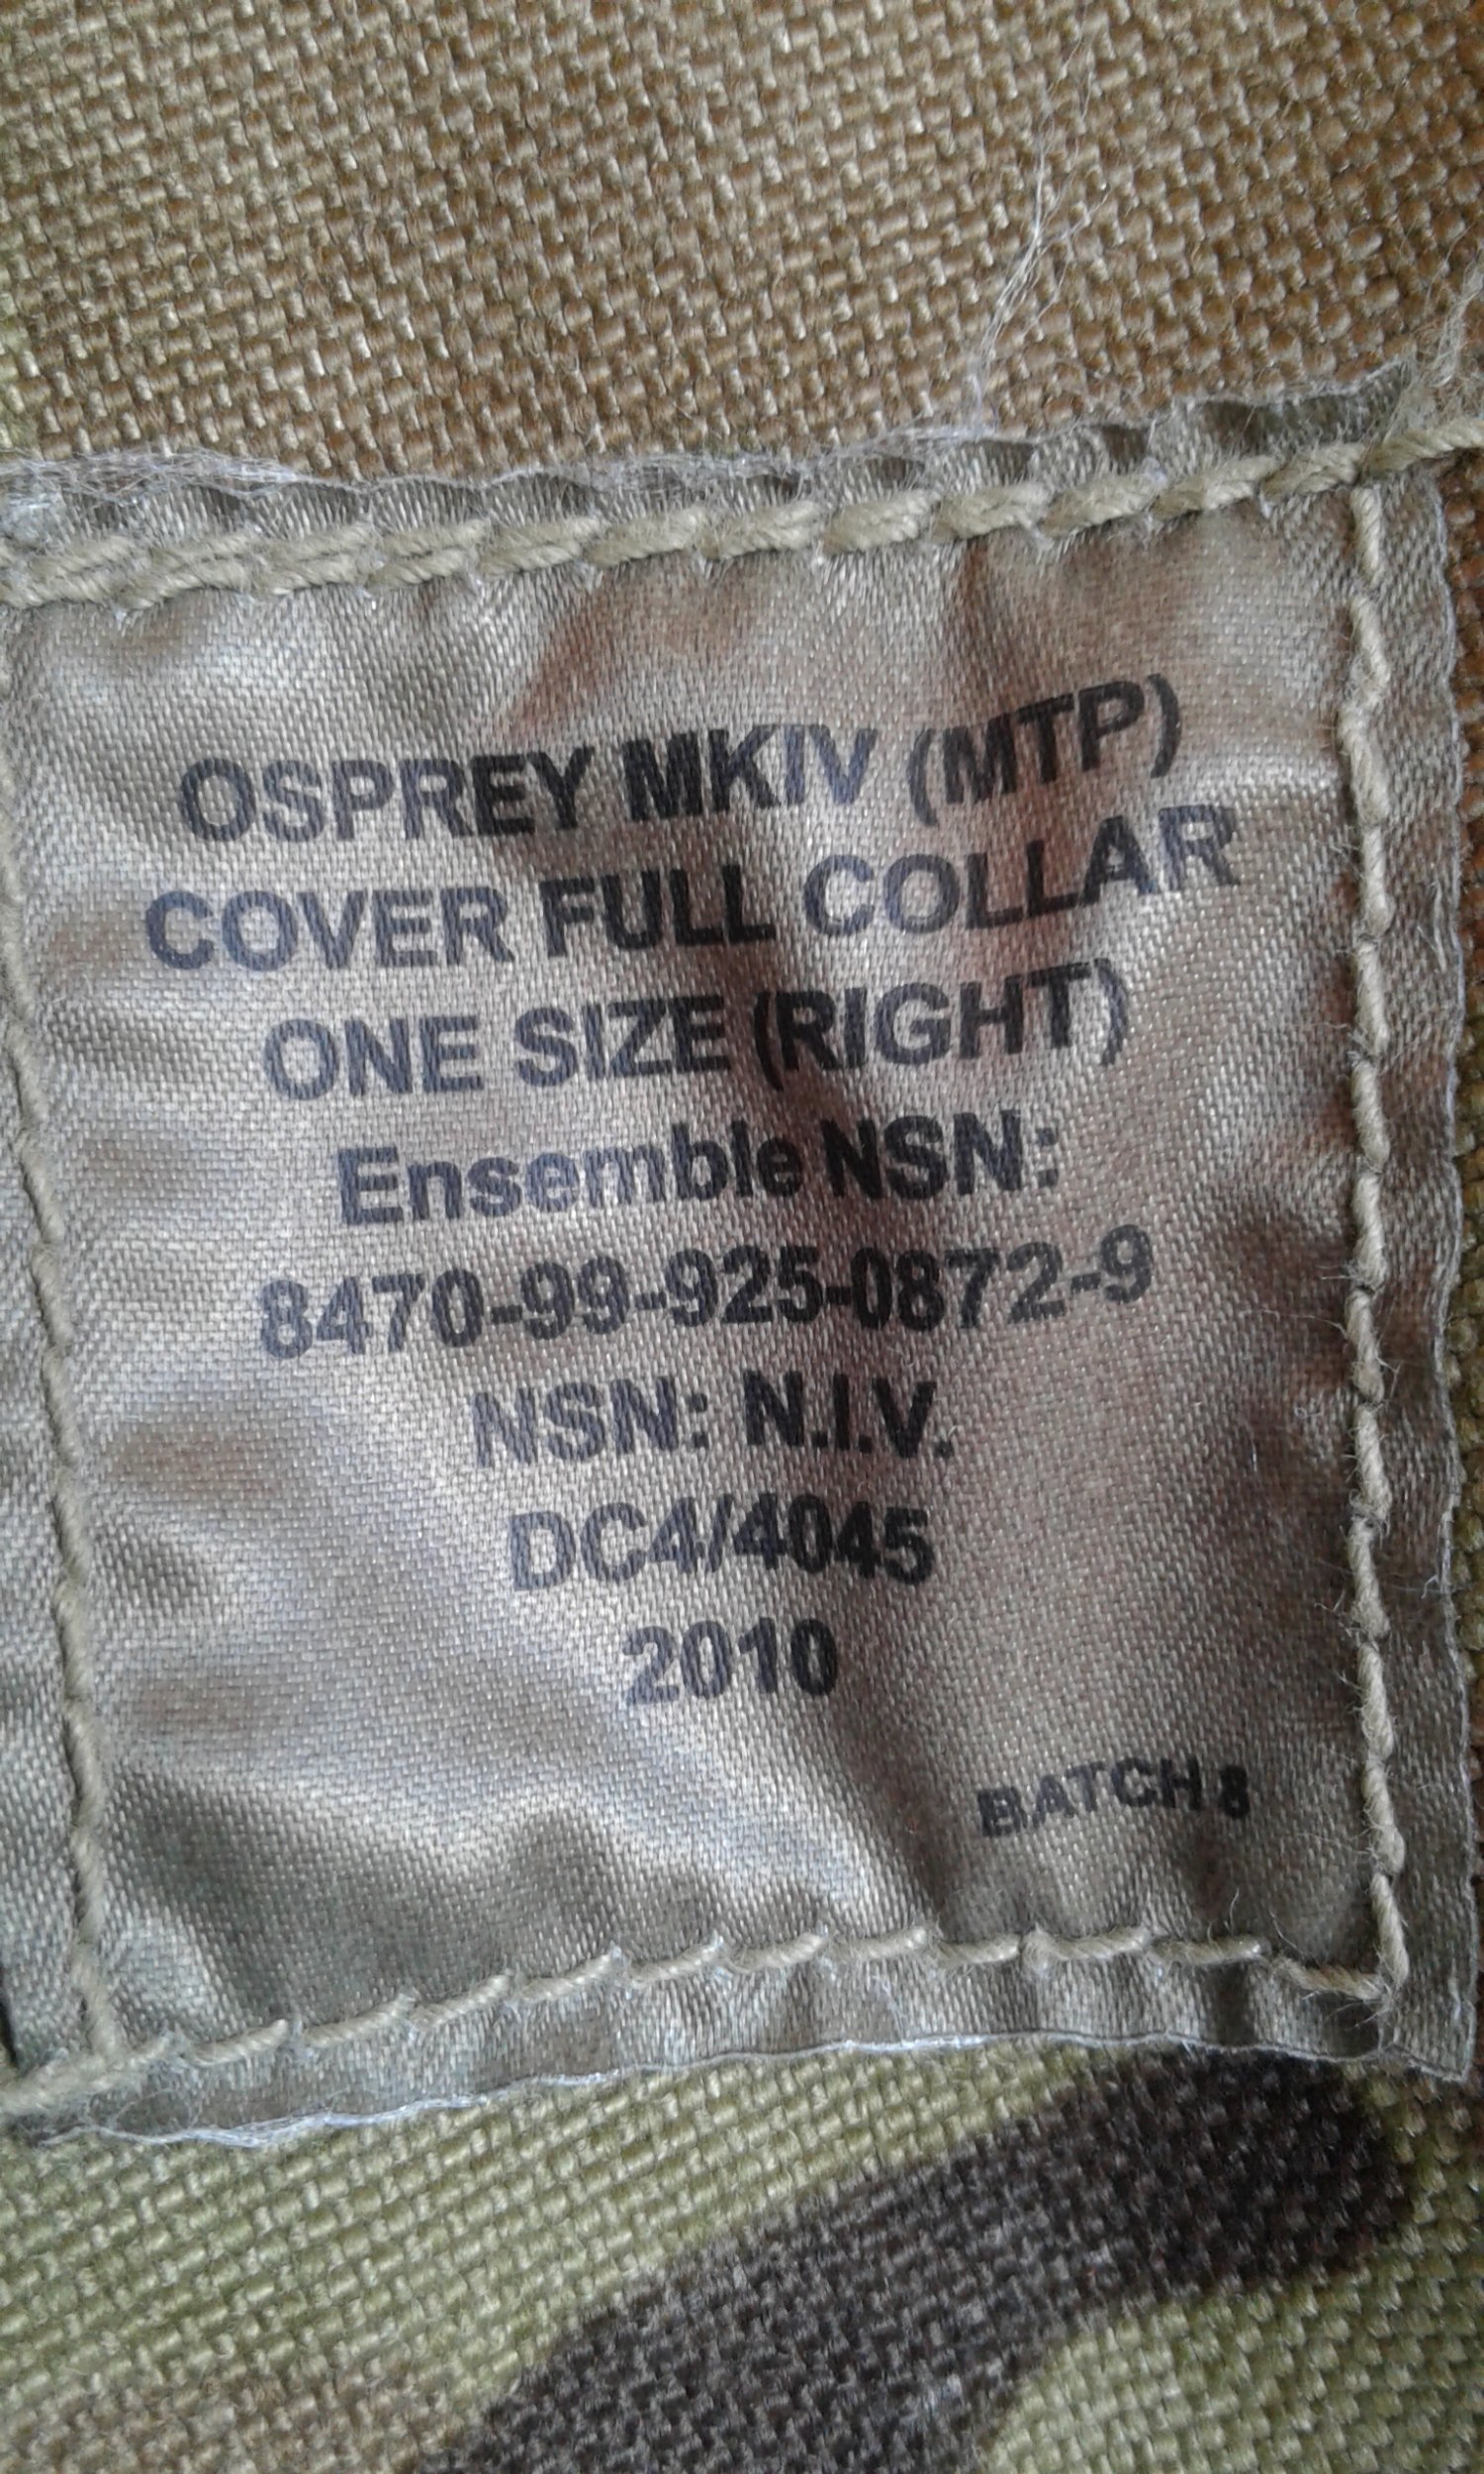 OSPREY MKIV (MTP)
COVER FULL COLLAR
ONE SIZE (RIGHT)
Ensemble NSN:
8470-99-925-0872-9
NSN: N.I.V.
DC4/4045
2010
BATCH 8